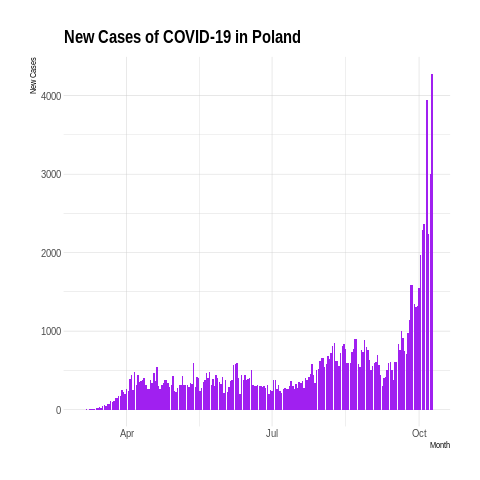 New Cases of COVID-19 in Poland
New Cases
4000
3000
2000
1000
0
Apr
Jul
Oct
Month